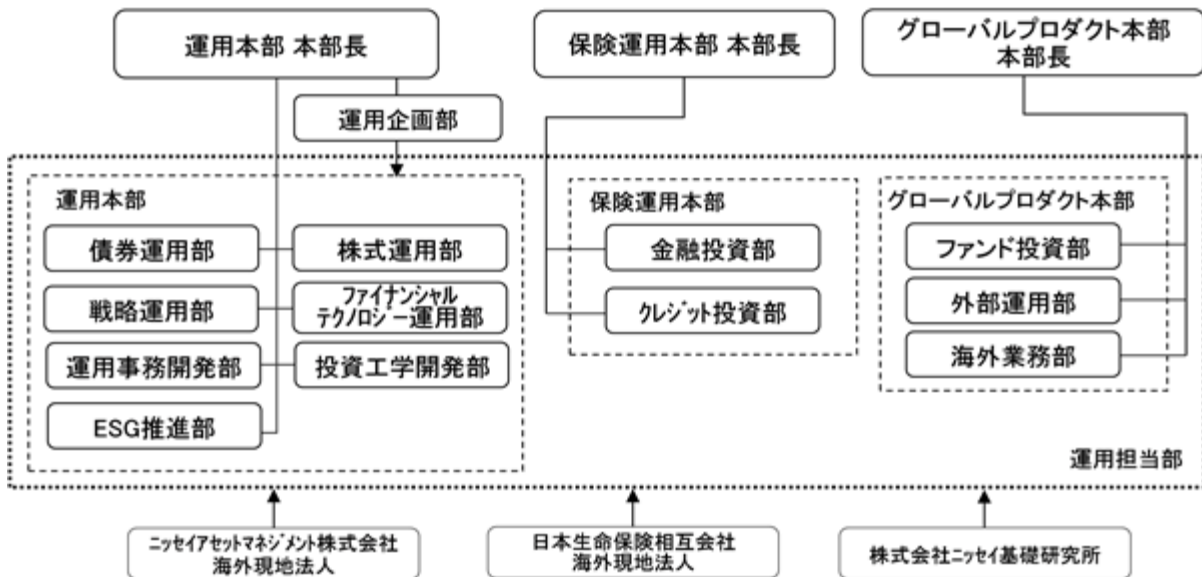 運用本部 本部長
保険運用本部 本部長
グローバルプロダクト本部
本部長
運用企画部
運用本部
債券運用部
株式運用部
戦略運用部
ファイナンシャル
テクノロジー運用部
運用事務開発部
投資工学開発部
ESG推進部
保険運用本部
金融投資部
クレジット投資部
グローバルプロダクト本部
ファンド投資部
外部運用部
海外業務部
運用担当部
ニッセイアセットマネジメント株式会社
海外現地法人
日本生命保険相互会社
海外現地法人
株式会社ニッセイ基礎研究所